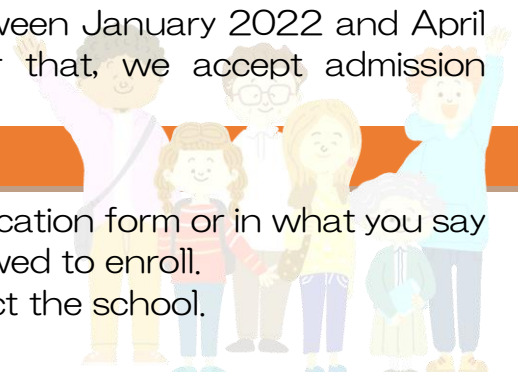 ween January 2022 and April
that, we accept admission
cation form or in what you say
wed to enroll.
ct the school.